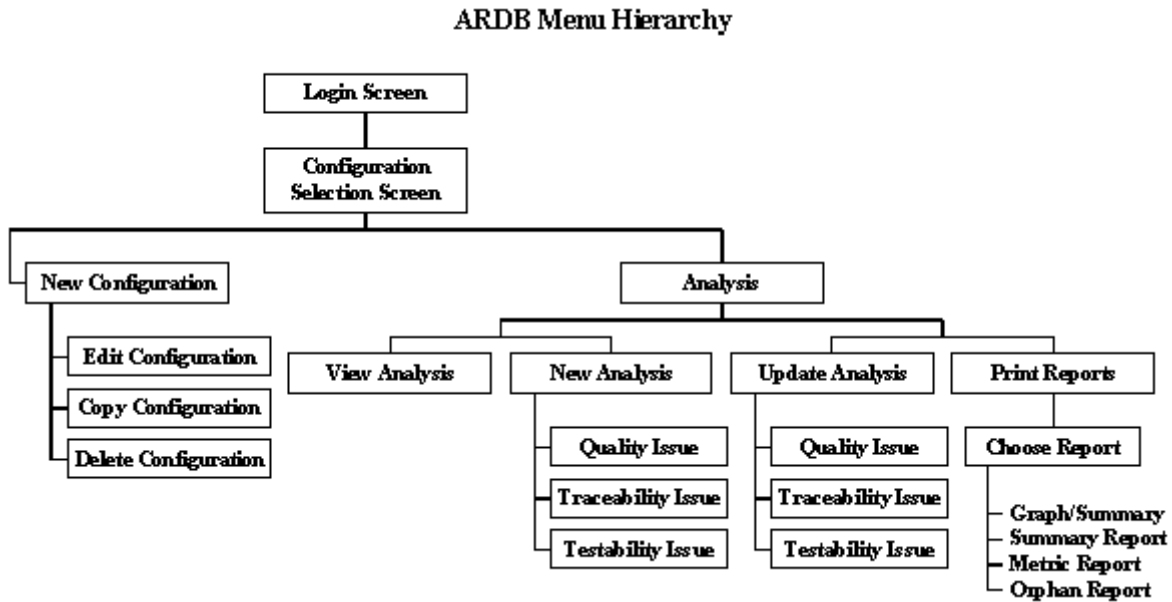 ARDB Menu Hierarchy
Login Screen
Configuration
Selection Screen
New Configuration
Analysis
Edit Configuration
Copy Configuration
Delete Configuration
View Analysis
New Analysis
Update Analysis
Print Reports
Quality Issue
Traceability Issue
Testability Issue
Quality Issue
Traceability Issue
Testability Issue
Choose Report
Graph/Summary
Summary Report
Metric Report
Orphan Report